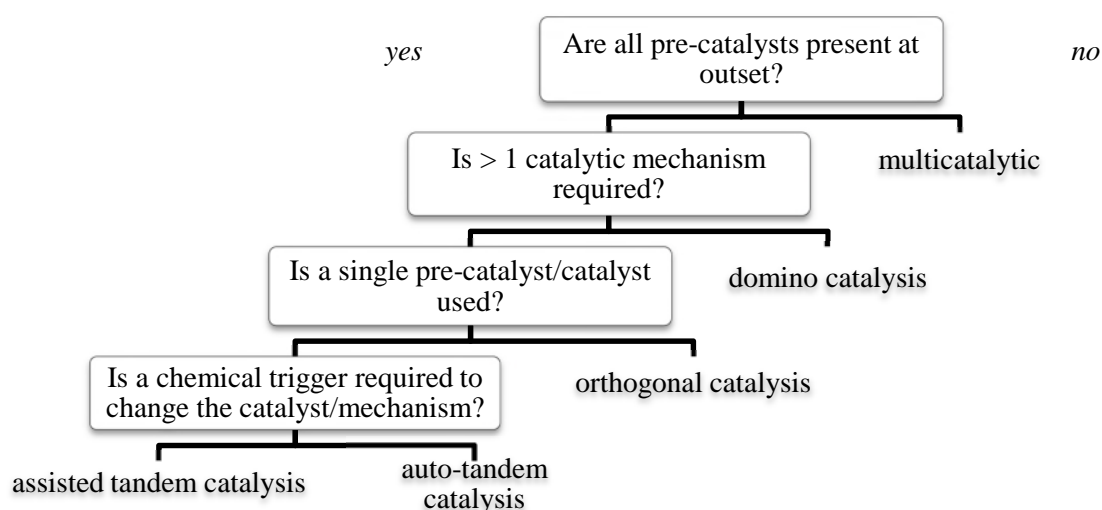 yes
Are all pre-catalysts present at
outset?
no
Is > 1 catalytic mechanism
required?
multicatalytic
Is a single pre-catalyst/catalyst
used?
domino catalysis
Is a chemical trigger required to
change the catalyst/mechanism?
orthogonal catalysis
assisted tandem catalysis
auto-tandem
catalysis